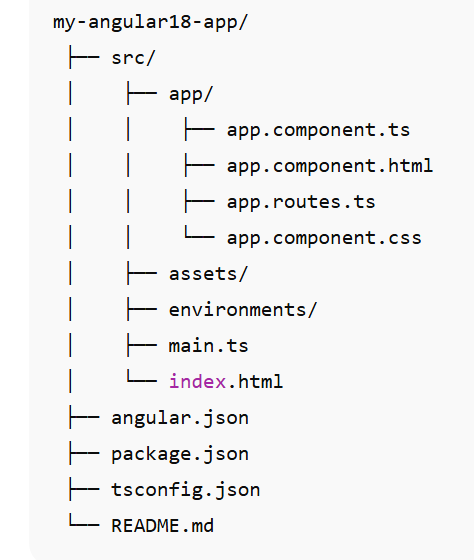 my-angular18-app/
├── src/
│   ├── app/
│   │   ├── app.component.ts
│   │   ├── app.component.html
│   │   ├── app.routes.ts
│   │   └── app.component.css
│   ├── assets/
│   ├── environments/
│   ├── main.ts
│   └── index.html
├── angular.json
├── package.json
├── tsconfig.json
└── README.md